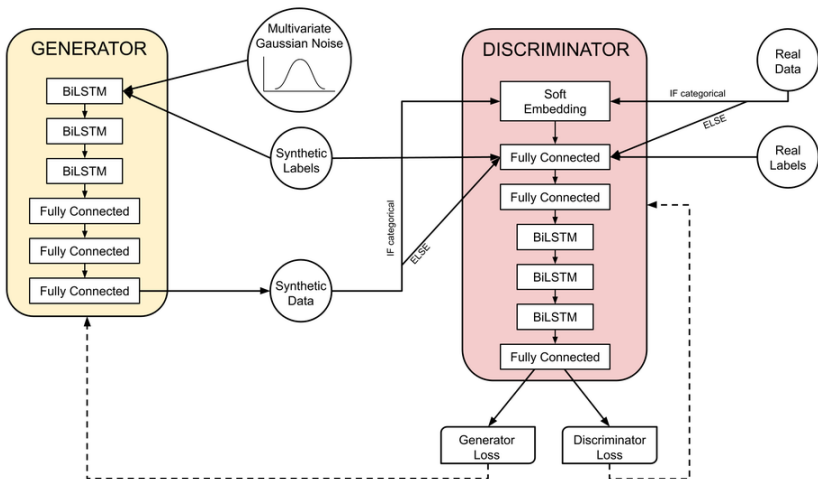 GENERATOR
BiLSTM
BiLSTM
BiLSTM
Fully Connected
Fully Connected
Fully Connected
Multivariate
Gaussian Noise
Synthetic
Labels
Synthetic
Data
IF categorical
ELSE
DISCRIMINATOR
Soft
Embedding
Fully Connected
Fully Connected
BiLSTM
BiLSTM
BiLSTM
Fully Connected
IF categorical
ELSE
Real
Data
Real
Labels
Generator
Loss
Discriminator
Loss